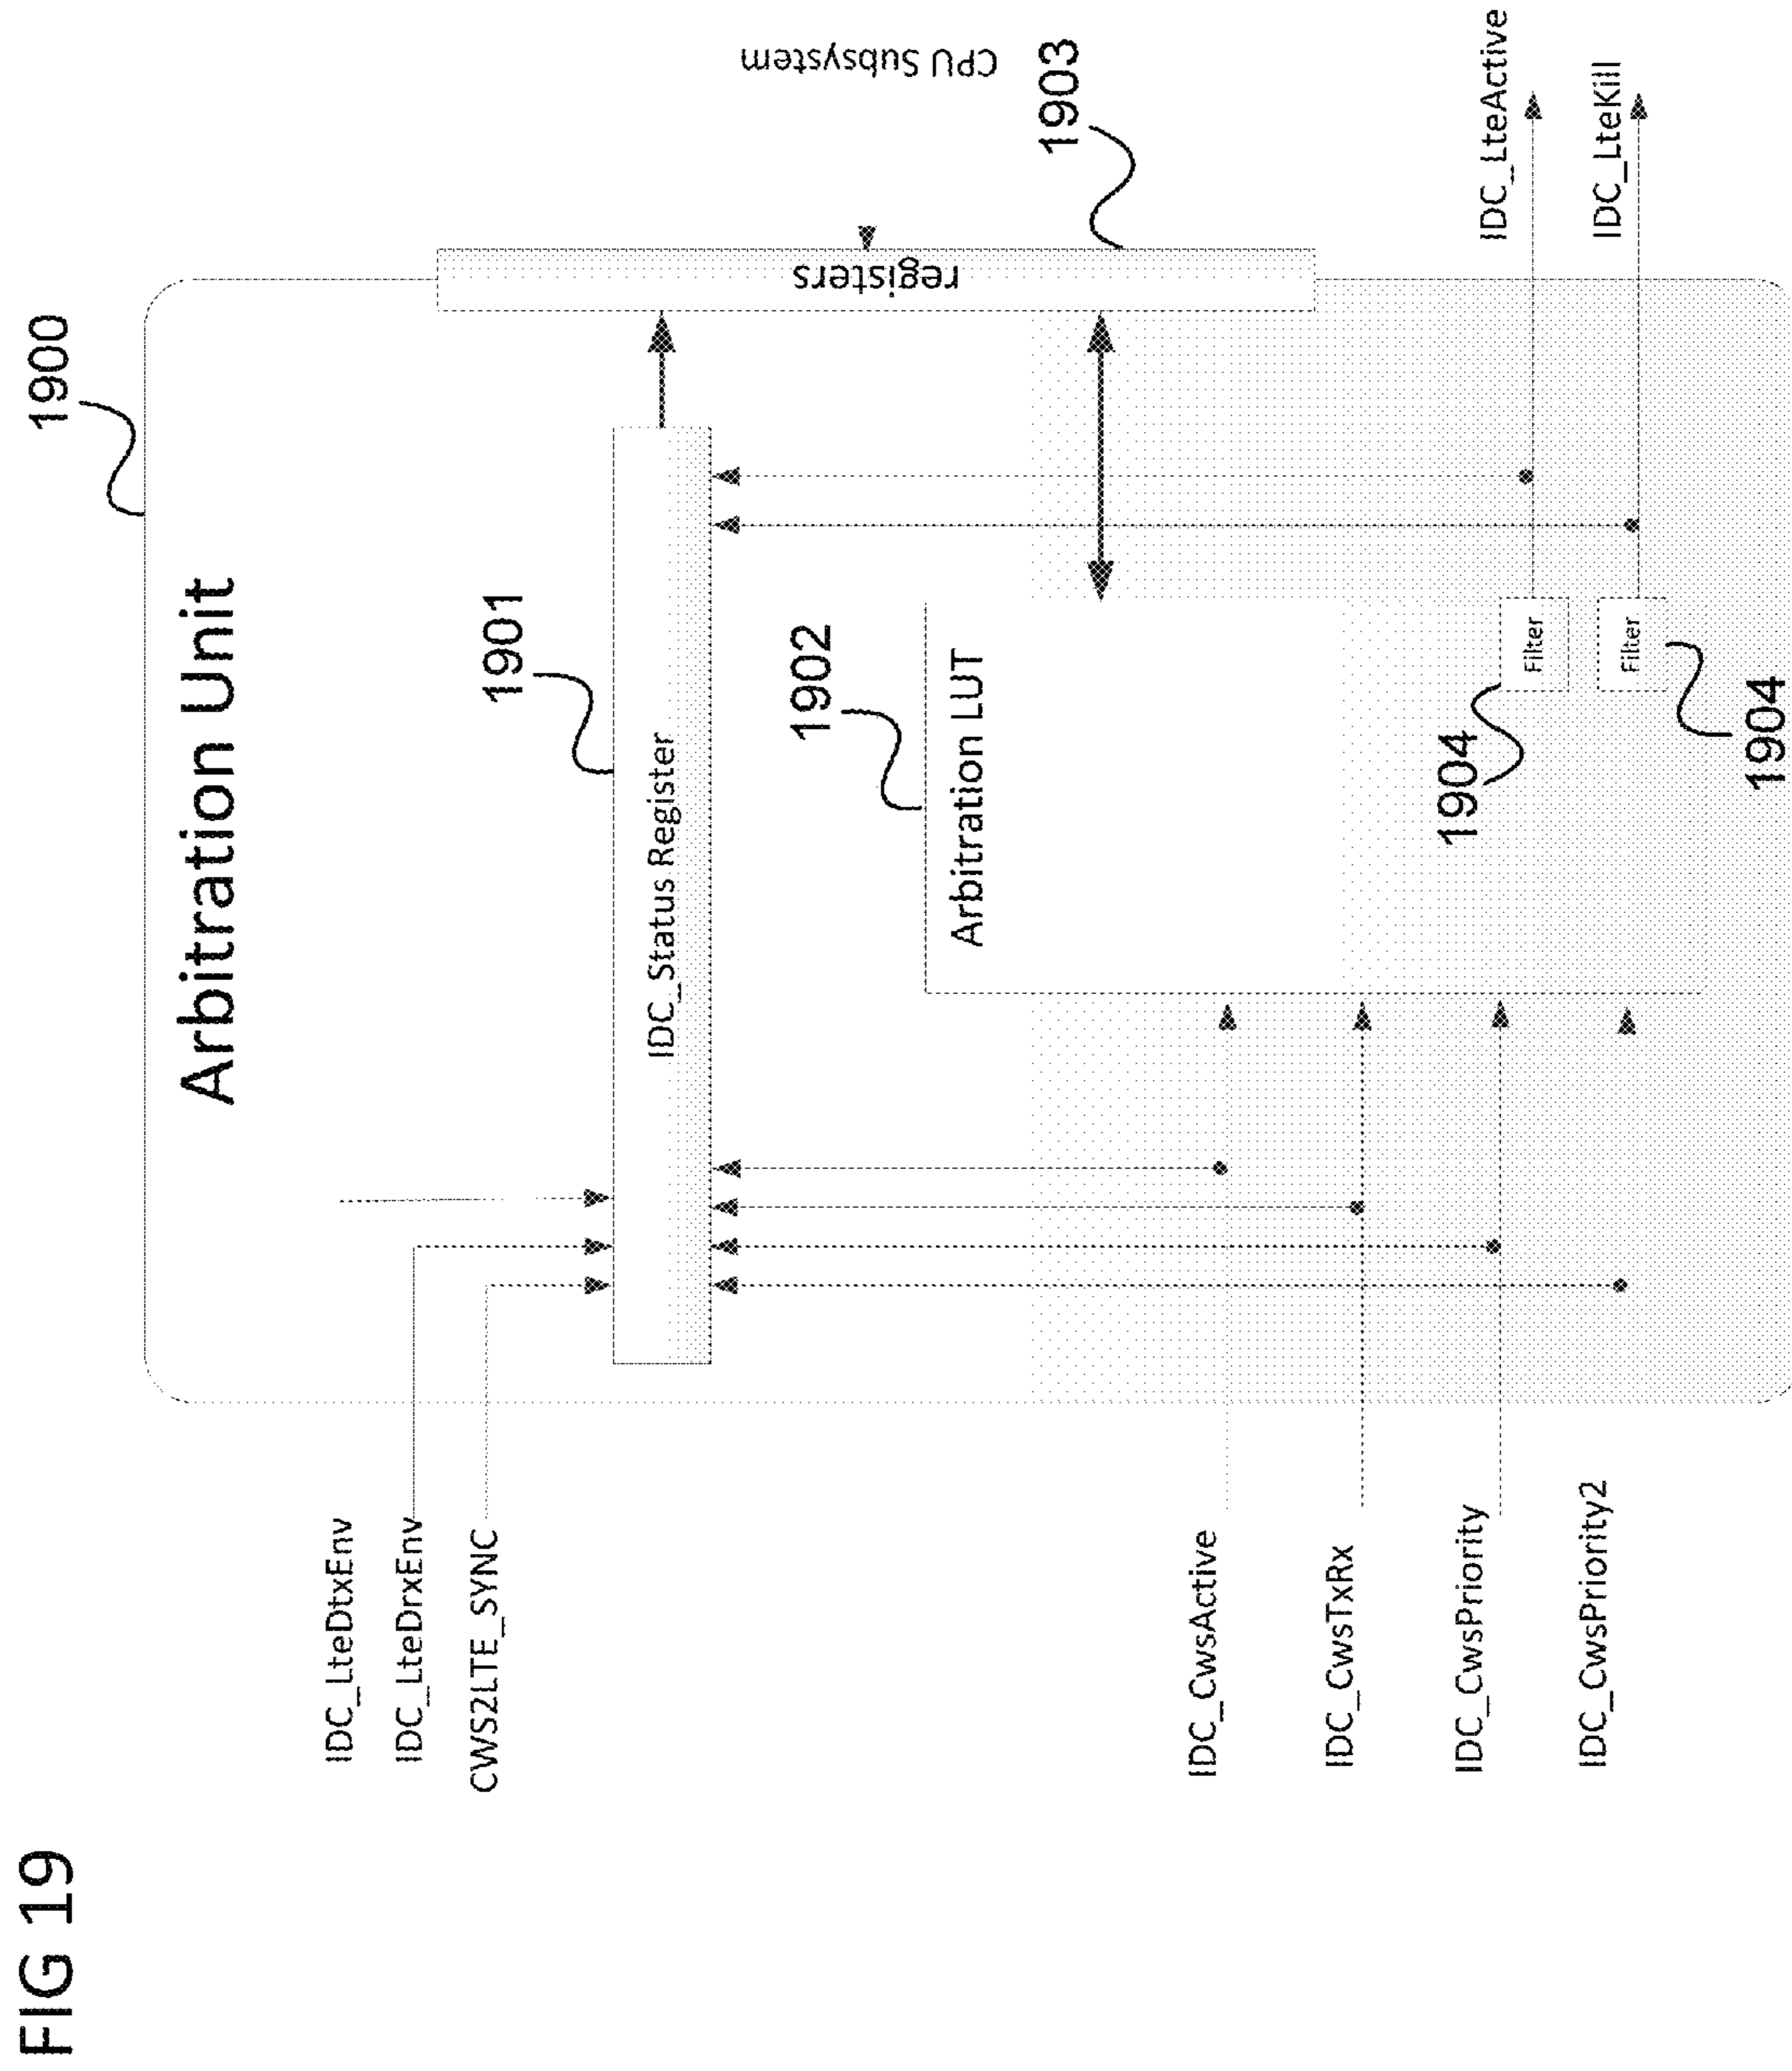 FIG 19
1900
Arbitration Unit
IDC_LteDtxEnv
IDC_LteDrxEnv
CWS2LTE_SYNC
1901
IDC_Status Register
CPU Subsystem
registers
1903
1902
Arbitration LUT
IDC_CwsActive
IDC_CwsTxRx
IDC_CwsPriority
IDC_CwsPriority2
1904
Filter
IDC_LteActive
Filter
IDC_LteKill
1904